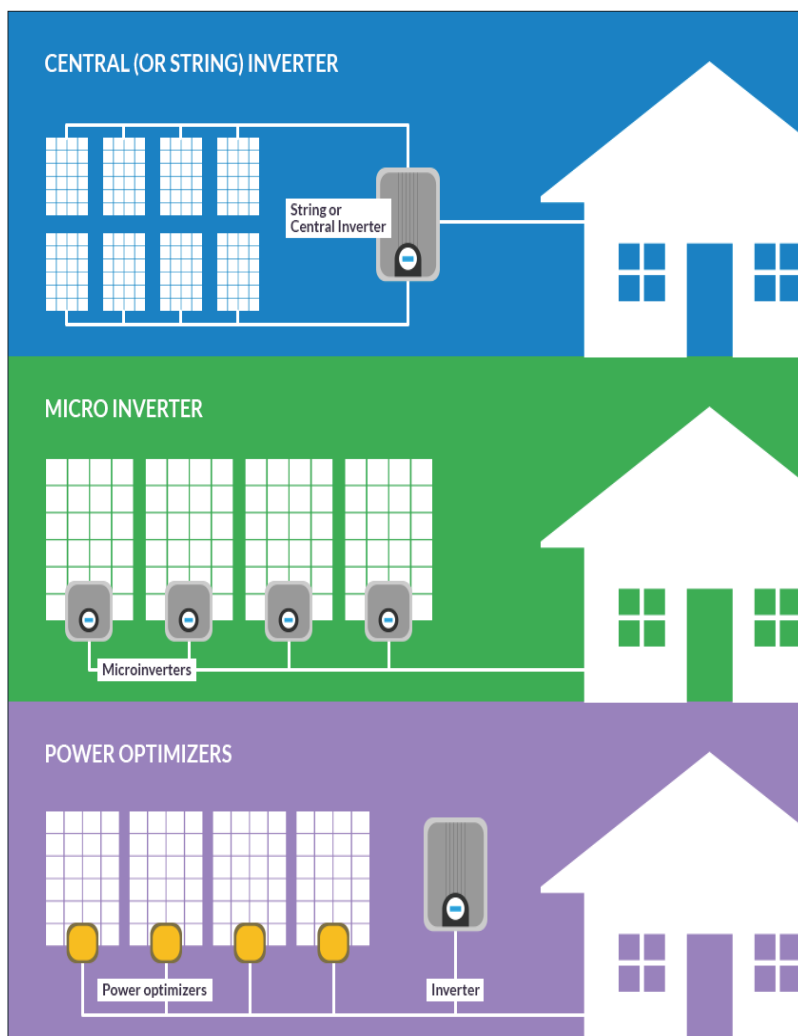 CENTRAL (OR STRING) INVERTER
String or
Central Inverter
MICRO INVERTER
Microinverters
POWER OPTIMIZERS
Power optimizers
Inverter